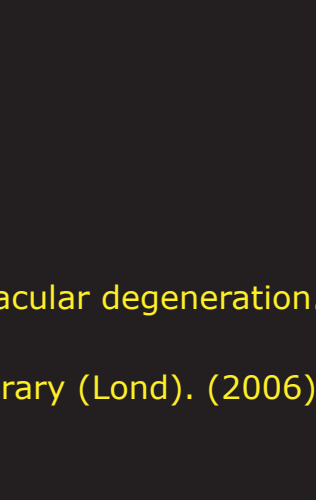 acular degeneration.
rary (Lond). (2006)